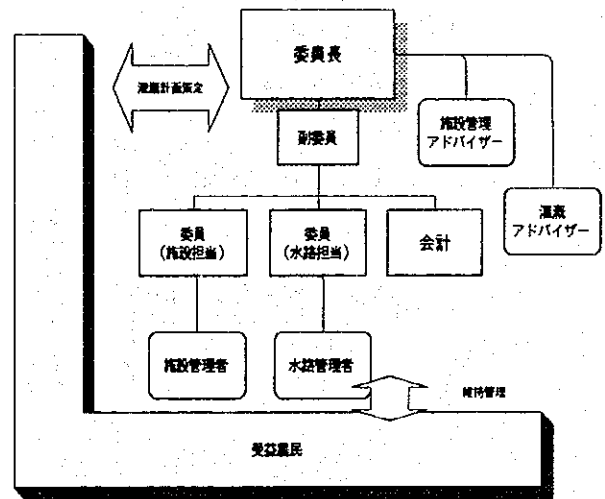 委員長
灌漑計画策定
副委員
施設管理
アドバイザー
灌漑
アドバイザー
委員
(施設担当)
委員
(水路担当)
会計
施設管理者
水路管理者
維持管理
受益農民